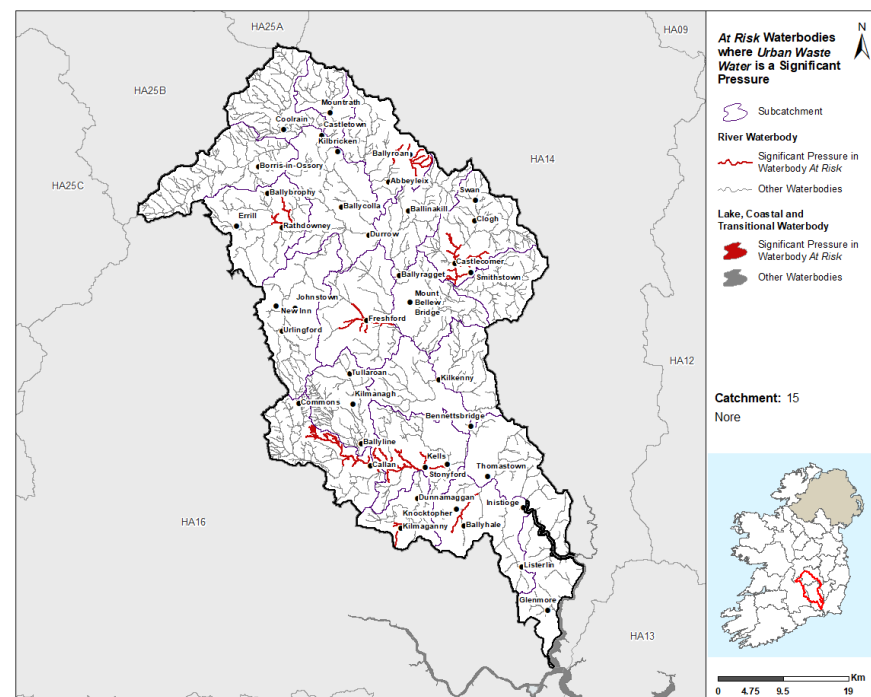 HA25A
HA09
HA25B
HA14
HA25C
HA12
HA16
HA13
Mountrath
Coolrain
Castletown
Kilbricken
Ballyroan
Borris-in-Ossory
Abbeyleix
Ballybrophy
Swan
Ballycolla
Ballinakill
Errill
Clogh
Rathdowney
Durrow
Castlecomer
Ballyragget
Smithstown
Johnstown
Mount
Bellew
Bridge
New Inn
Freshford
Urlingford
Tullaroan
Kilkenny
Commons
Kilmanagh
Bennettsbridge
Ballyline
Kells
Callan
Stonyford
Thomastown
Dunnamaggan
Inistioge
Knocktopher
Kilmaganny
Ballyhale
Listerlin
Glenmore
At Risk Waterbodies
where Urban Waste
Water is a Significant
Pressure
N
Subcatchment
River Waterbody
Significant Pressure in
Waterbody At Risk
Other Waterbodies
Lake, Coastal and
Transitional Waterbody
Significant Pressure in
Waterbody At Risk
Other Waterbodies
Catchment: 15
Nore
Km
0 4.75 9.5 19